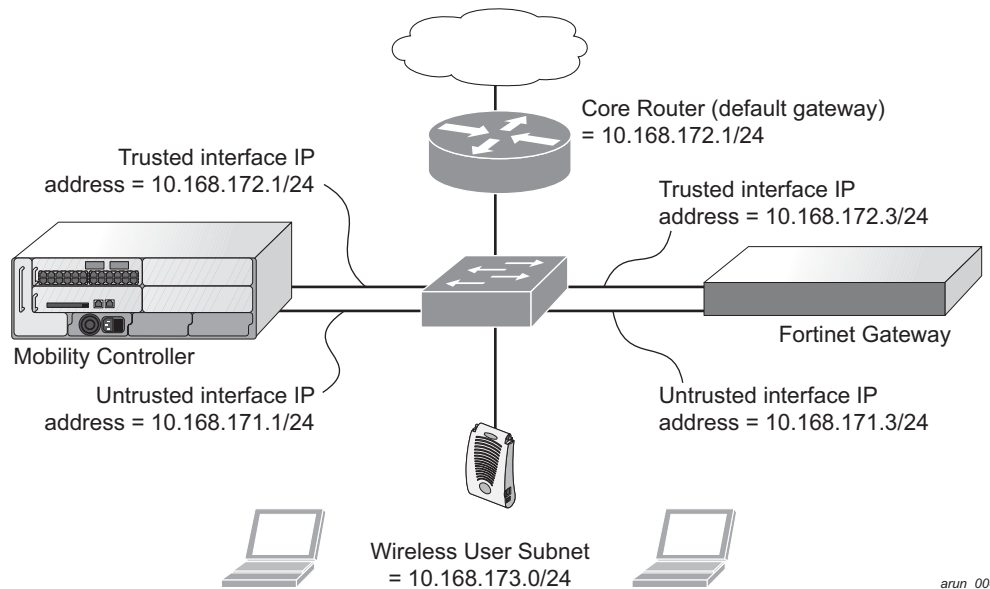 Core Router (default gateway)
= 10.168.172.1/24
Trusted interface IP
address = 10.168.172.1/24
Trusted interface IP
address = 10.168.172.3/24
Mobility Controller
Fortinet Gateway
Untrusted interface IP
address = 10.168.171.1/24
Untrusted interface IP
address = 10.168.171.3/24
Wireless User Subnet
= 10.168.173.0/24
arun_00